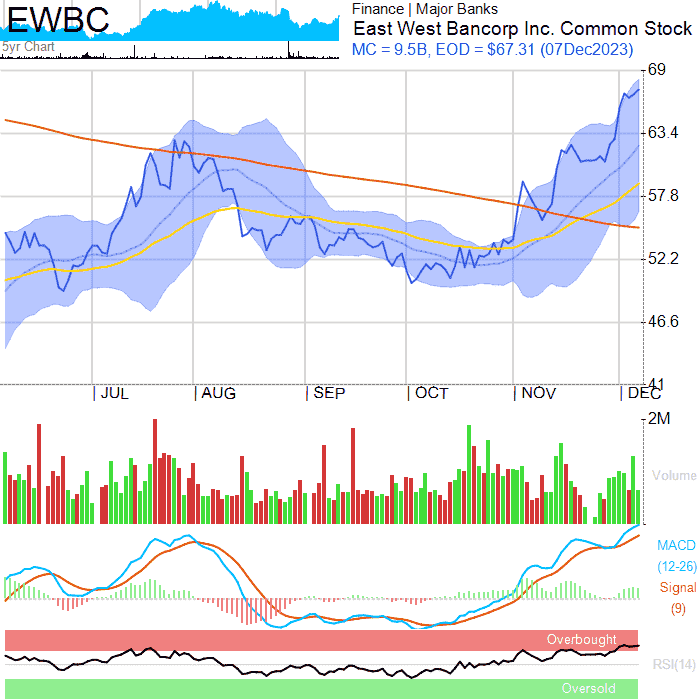 EWBC
5yr Chart
Finance | Major Banks
East West Bancorp Inc. Common Stock
MC = 9.5B, EOD = $67.31 (07Dec2023)
69
63.4
57.8
52.2
46.6
41
JUL AUG SEP OCT NOV DEC
2M
Volume
MACD
(12-26)
Signal
(9)
Overbought
RSI(14)
Oversold